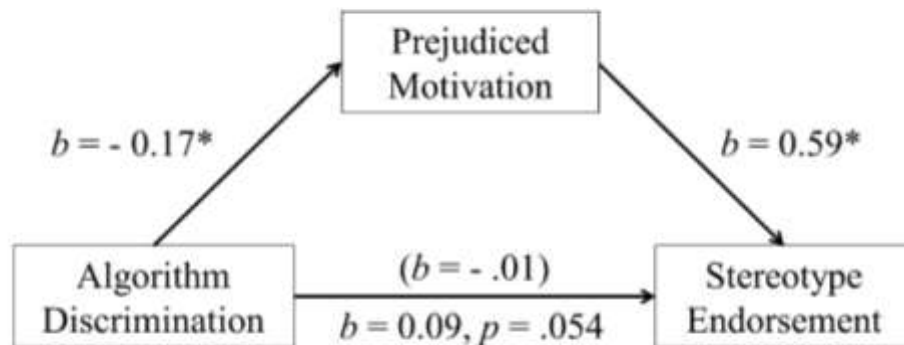 Prejudiced
Motivation
b = - 0.17*
b = 0.59*
Algorithm
Discrimination
(b = - .01)
b = 0.09, p = .054
Stereotype
Endorsement